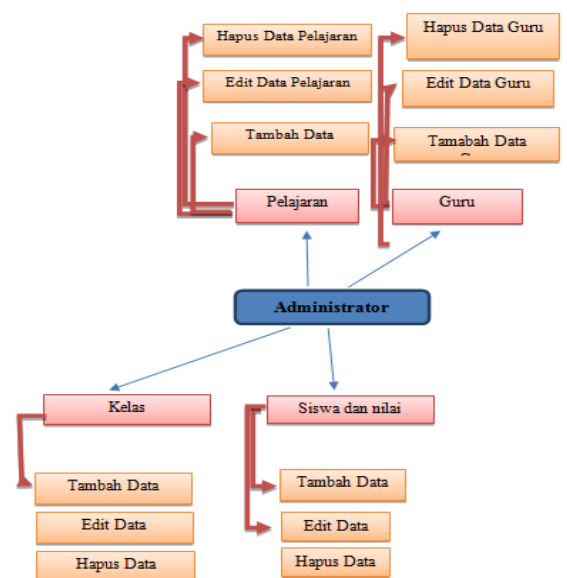 Hapus Data Pelajaran
Hapus Data Guru
Edit Data Pelajaran
Edit Data Guru
Tambah Data
Tamabah Data
Pelajaran
Guru
Administrator
Kelas
Siswa dan nilai
Tambah Data
Tambah Data
Edit Data
Edit Data
Hapus Data
Hapus Data